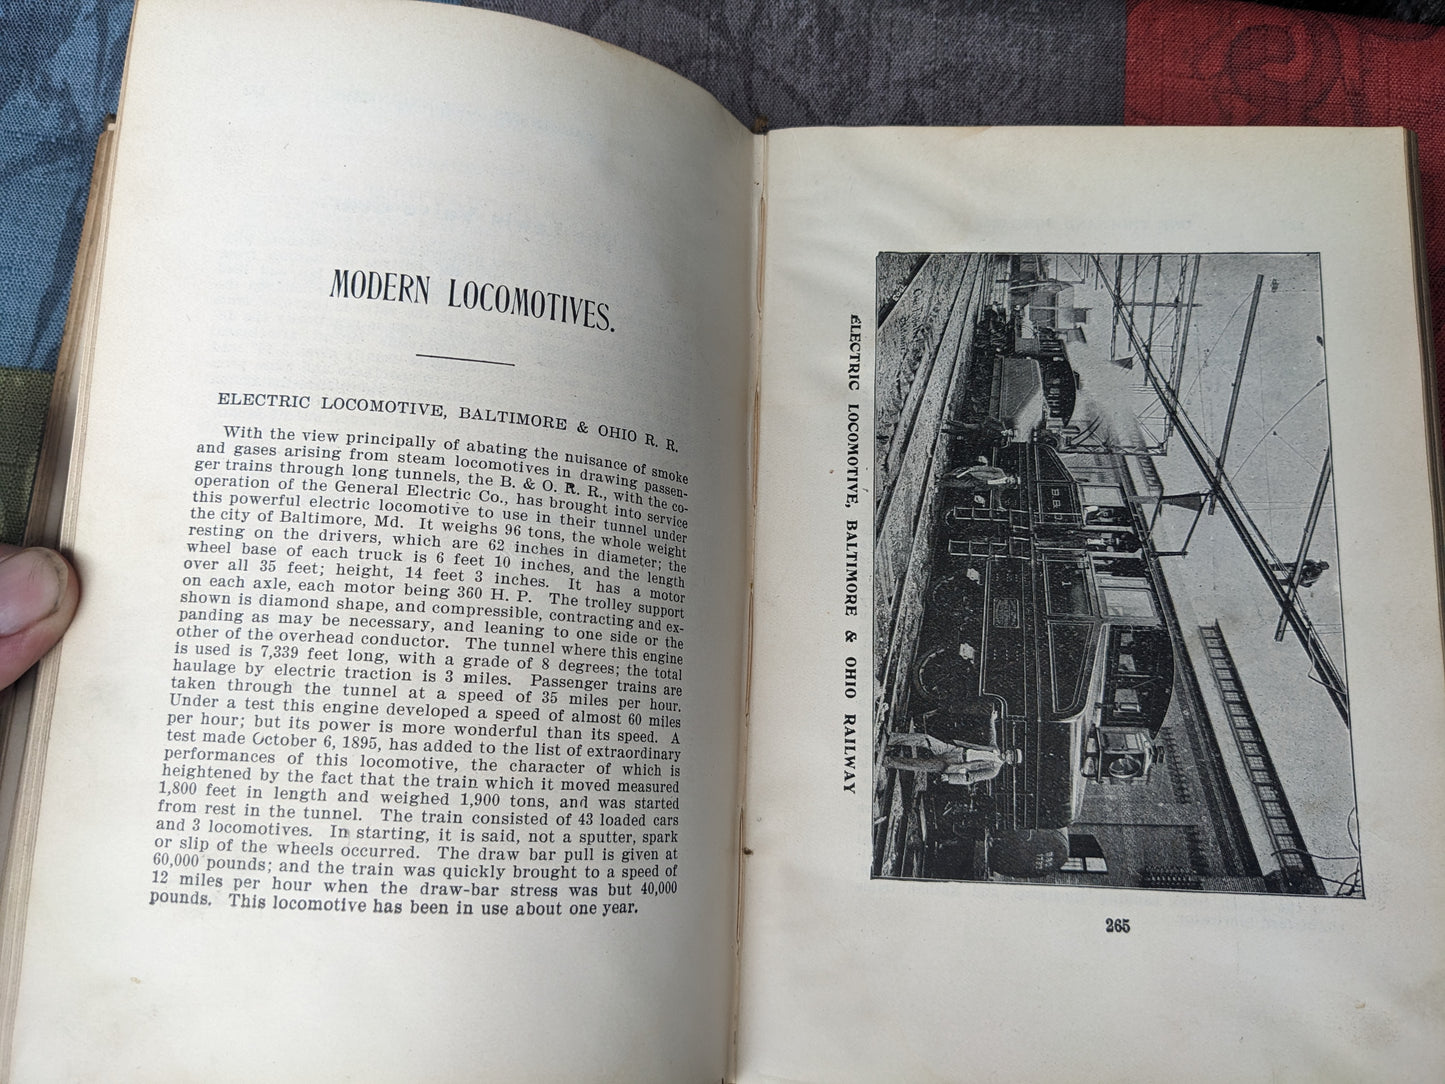 MODERN LOCOMOTIVES.
ELECTRIC LOCOMOTIVE, BALTIMORE & OHIO R. R.
With the view principally of abating the nuisance of smoke
and gases arising from steam locomotives in drawing passen-
ger trains through long tunnels, the B. & O. R. R., with the co-
operation of the General Electric Co., has brought into service
this powerful electric locomotive to use in their tunnel under
the city of Baltimore, Md. It weighs 96 tons, the whole weight
resting on the drivers, which are 62 inches in diameter; the
wheel base of each truck is 6 feet 10 inches, and the length
over all 35 feet; height, 14 feet 3 inches. It has a motor
on each axle, each motor being 360 H. P. The trolley support
shown is diamond shape, and compressible, contracting and ex-
panding as may be necessary, and leaning to one side or the
other of the overhead conductor. The tunnel where this engine
is used is 7,339 feet long, with a grade of 8 degrees; the total
haulage by electric traction is 3 miles. Passenger trains are
taken through the tunnel at a speed of 35 miles per hour.
Under a test this engine developed a speed of almost 60 miles
per hour; but its power is more wonderful than its speed. A
test made October 6, 1895, has added to the list of extraordinary
performances of this locomotive, the character of which is
heightened by the fact that the train which it moved measured
1,800 feet in length and weighed 1,900 tons, and was started
from rest in the tunnel. The train consisted of 43 loaded cars
and 3 locomotives. In starting, it is said, not a sputter, spark
or slip of the wheels occurred. The draw bar pull is given at
60,000 pounds; and the train was quickly brought to a speed of
12 miles per hour when the draw-bar stress was but 40,000
pounds. This locomotive has been in use about one year.
ELECTRIC LOCOMOTIVE, BALTIMORE & OHIO RAILWAY
1
265